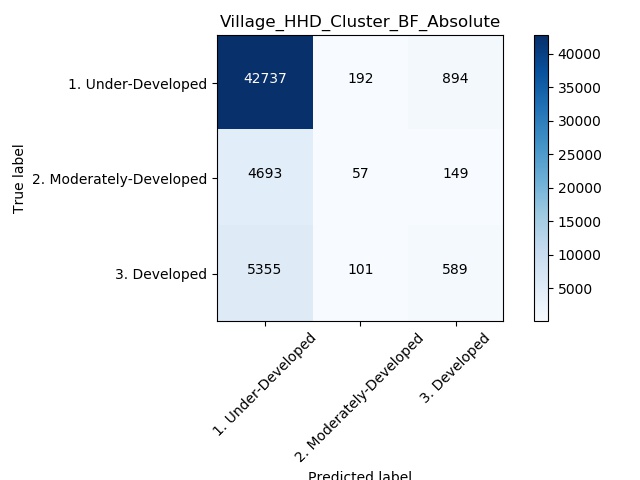 Village_HHD_Cluster_BF_Absolute
1. Under-Developed
2. Moderately-Developed
3. Developed
True label
42737 192 894
4693 57 149
5355 101 589
1. Under-Developed
2. Moderately-Developed
3. Developed
Predicted label
40000
35000
30000
25000
20000
15000
10000
5000